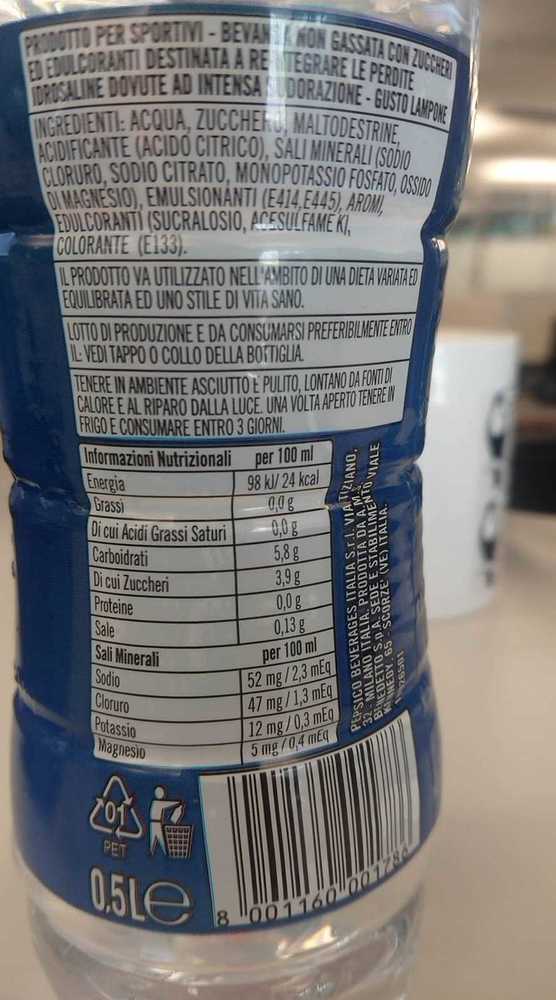 PRODOTTO PER SPORTIVI - BEVANDA NON GASSATA CON ZUCCHERI
ED EDULCORANTI DESTINATA A REINTEGRARE LE PERDITE
IDROSALINE DOVUTE AD INTENSA SUDORAZIONE - GUSTO LAMPONE
INGREDIENTI: ACQUA, ZUCCHERO, MALTODESTRINE,
ACIDIFICANTE (ACIDO CITRICO), SALI MINERALI (SODIO
CLORURO, SODIO CITRATO, MONOPOTASSIO FOSFATO, OSSIDO
DI MAGNESIO), EMULSIONANTI (E414,E445), AROMI,
EDULCORANTI (SUCRALOSIO, ACESULFAME K),
COLORANTE (E133).
IL PRODOTTO VA UTILIZZATO NELL'AMBITO DI UNA DIETA VARIATA ED
EQUILIBRATA ED UNO STILE DI VITA SANO.
LOTTO DI PRODUZIONE E DA CONSUMARSI PREFERIBILMENTE ENTRO
IL: VEDI TAPPO O COLLO DELLA BOTTIGLIA.
TENERE IN AMBIENTE ASCIUTTO E PULITO, LONTANO DA FONTI DI
CALORE E AL RIPARO DALLA LUCE. UNA VOLTA APERTO TENERE IN
FRIGO E CONSUMARE ENTRO 3 GIORNI.
Informazioni Nutrizionali per 100 ml
Energia 98 kJ/ 24 kcal
Grassi 0,0 g
Di cui Acidi Grassi Saturi 0,0 g
Carboidrati 5,8 g
Di cui Zuccheri 3,9 g
Proteine 0,0 g
Sale 0,13 g
Sali Minerali per 100 ml
Sodio 52 mg / 2,3 mEq
Cloruro 47 mg / 1,3 mEq
Potassio 12 mg / 0,3 mEq
Magnesio 5 mg / 0,4 mEq
PEPSICO BEVERAGES ITALIA S.r.l. VIA TIZIANO,
32 - MILANO ITALIA. PRODOTTA DA A.M.
BENEDETTO S.p.A. SEDE E STABILIMENTO VIALE
KENNEDY, 65 - SCORZE' (VE) ITALIA.
01
PET
0,5L e
8 001160 00178